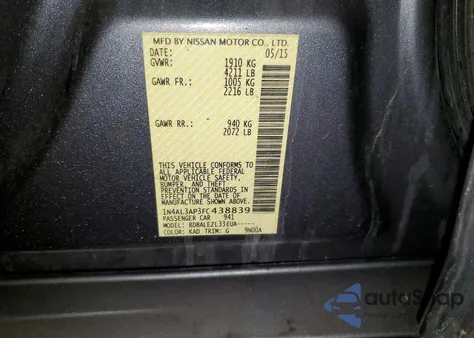 MFD BY NISSAN MOTOR CO., LTD.
DATE: 05/15
GVWR: 1910 KG
4211 LB
GAWR FR: 1005 KG
2216 LB
GAWR RR: 940 KG
2072 LB
THIS VEHICLE CONFORMS TO
ALL APPLICABLE FEDERAL
MOTOR VEHICLE SAFETY,
BUMPER, AND THEFT
PREVENTION STANDARDS IN
EFFECT ON THE DATE OF
MANUFACTURE SHOWN ABOVE
1N4AL3AP3FC438839
PASSENGER CAR 941
MODEL: BDBALEZL33EUA-----
COLOR: KAD TRIM: G 9N00A
autoSnap